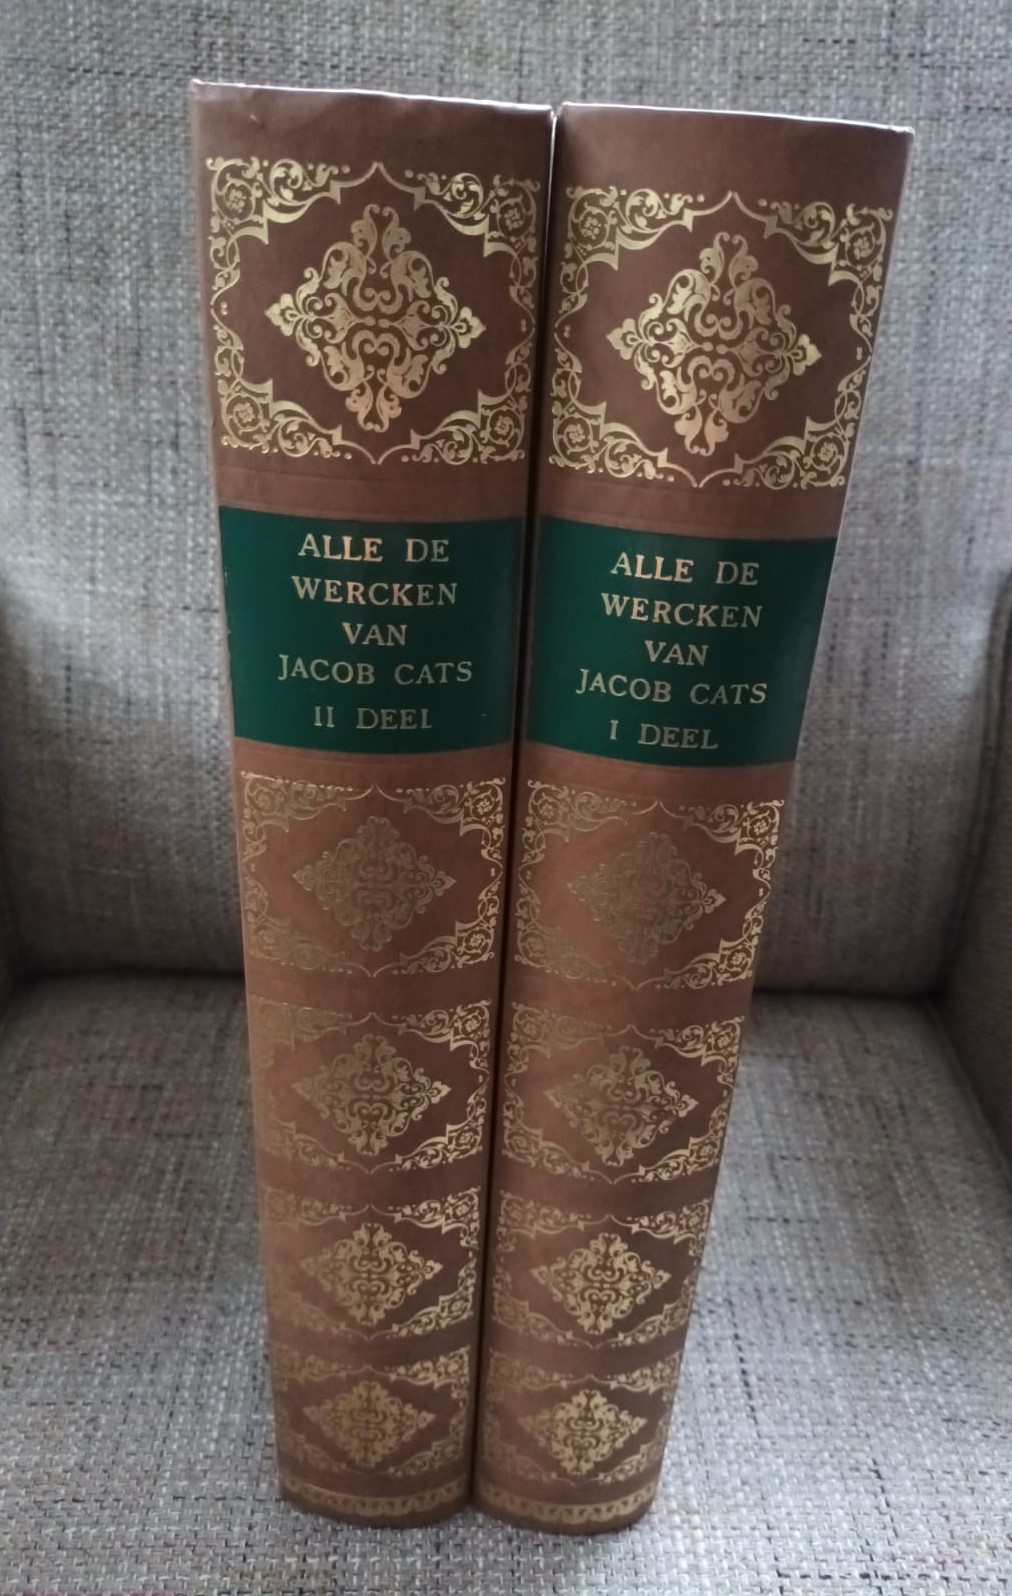 ALLE DE
WERCKEN
VAN
JACOB CATS
II DEEL
ALLE DE
WERCKEN
VAN
JACOB CATS
I DEEL